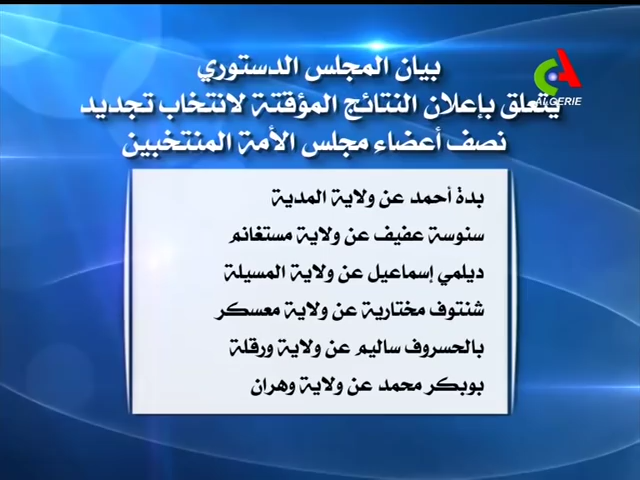 بيان المجلس الدستوري
يتعلق بإعلان النتائج المؤقتة لانتخاب تجديد
نصف أعضاء مجلس الأمة المنتخبين
ALGERIE
بدة أحمد عن ولاية المدية
سنوسة عفيف عن ولاية مستغانم
ديلمي إسماعيل عن ولاية المسيلة
شنتوف مختارية عن ولاية معسكر
بالحسروف ساليم عن ولاية ورقلة
بوبكر محمد عن ولاية وهران